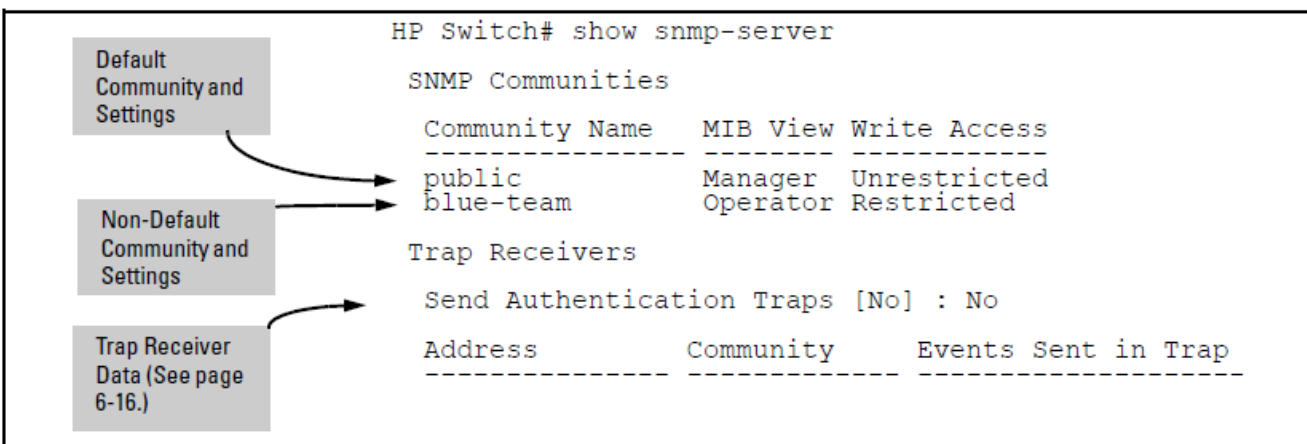 HP Switch# show snmp-server
Default
Community and
Settings
SNMP Communities
Community Name MIB View Write Access
---------------- -------- ------------
public Manager Unrestricted
blue-team Operator Restricted
Non-Default
Community and
Settings
Trap Receivers
Send Authentication Traps [No] : No
Trap Receiver
Data (See page
6-16.)
Address Community Events Sent in Trap
--------------- ------------- --------------------